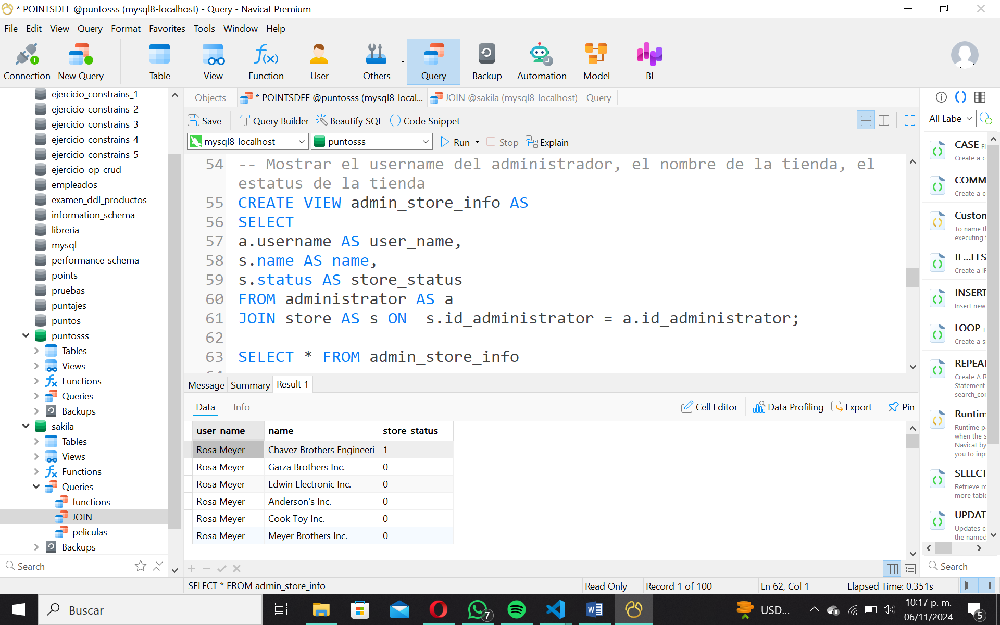 * POINTSDEF @puntosss (mysql8-localhost) - Query - Navicat Premium
File Edit View Query Format Favorites Tools Window Help
Connection New Query Table View Function User Others Query Backup Automation Model BI
ejercicio_constrains_1
ejercicio_constrains_2
ejercicio_constrains_3
ejercicio_constrains_4
ejercicio_constrains_5
ejercicio_op_crud
empleados
examen_ddl_productos
information_schema
libreria
mysql
performance_schema
points
pruebas
puntajes
puntos
puntosss
Tables
Views
Functions
Queries
Backups
sakila
Tables
Views
Functions
Queries
functions
JOIN
peliculas
Backups
Search
Objects * POINTSDEF @puntosss (mysql8-local... JOIN @sakila (mysql8-localhost) - Query
Save Query Builder Beautify SQL Code Snippet
mysql8-localhost puntosss Run Stop Explain
54 -- Mostrar el username del administrador, el nombre de la tienda, el
estatus de la tienda
55 CREATE VIEW admin_store_info AS
56 SELECT
57 a.username AS user_name,
58 s.name AS name,
59 s.status AS store_status
60 FROM administrator AS a
61 JOIN store AS s ON  s.id_administrator = a.id_administrator;
62
63 SELECT * FROM admin_store_info
Message Summary Result 1
Data Info Cell Editor Data Profiling Export Pin
user_name name store_status
Rosa Meyer Chavez Brothers Engineeri 1
Rosa Meyer Garza Brothers Inc. 0
Rosa Meyer Edwin Electronic Inc. 0
Rosa Meyer Anderson's Inc. 0
Rosa Meyer Cook Toy Inc. 0
Rosa Meyer Meyer Brothers Inc. 0
SELECT * FROM admin_store_info Read Only Record 1 of 100 Ln 62, Col 1 Elapsed Time: 0.351s
All Labe
CASE Fl
Create a c
COMM
Create a c
Custon
To name th
executing t
IF...ELS
Create a IF
INSERT
Insert new
LOOP F
Create a si
REPEAT
Create A R
Statement
search_cor
Runtim
Runtime pa
when the s
Navicat by
you to inpu
SELECT
Retrieve ro
more table
UPDAT
Updates co
the named
Search
Buscar
7
USD...
10:17 p. m.
06/11/2024
5